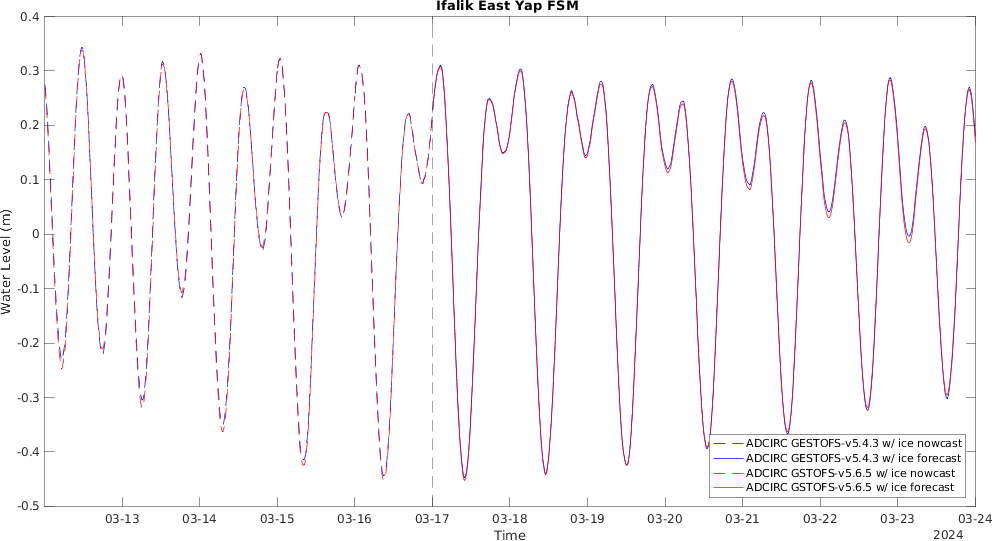 Ifalik East Yap FSM
0.4
0.3
0.2
0.1
0
-0.1
-0.2
-0.3
-0.4
-0.5
Water Level (m)
ADCIRC GESTOFS-v5.4.3 w/ ice nowcast
ADCIRC GESTOFS-v5.4.3 w/ ice forecast
ADCIRC GSTOFS-v5.6.5 w/ ice nowcast
ADCIRC GSTOFS-v5.6.5 w/ ice forecast
03-13 03-14 03-15 03-16 03-17 03-18 03-19 03-20 03-21 03-22 03-23 03-24
Time
2024